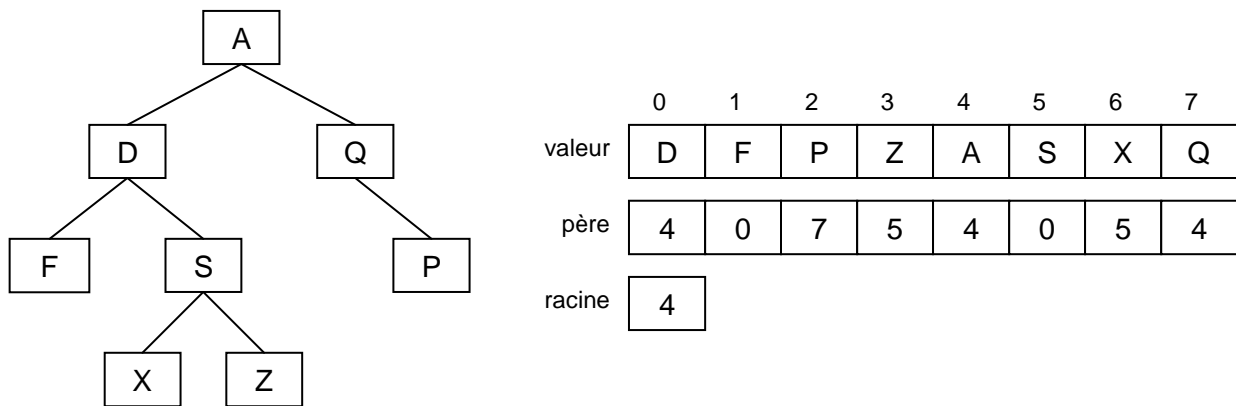 A
D Q
F S P
X Z
0 1 2 3 4 5 6 7
valeur D F P Z A S X Q
père 4 0 7 5 4 0 5 4
racine 4